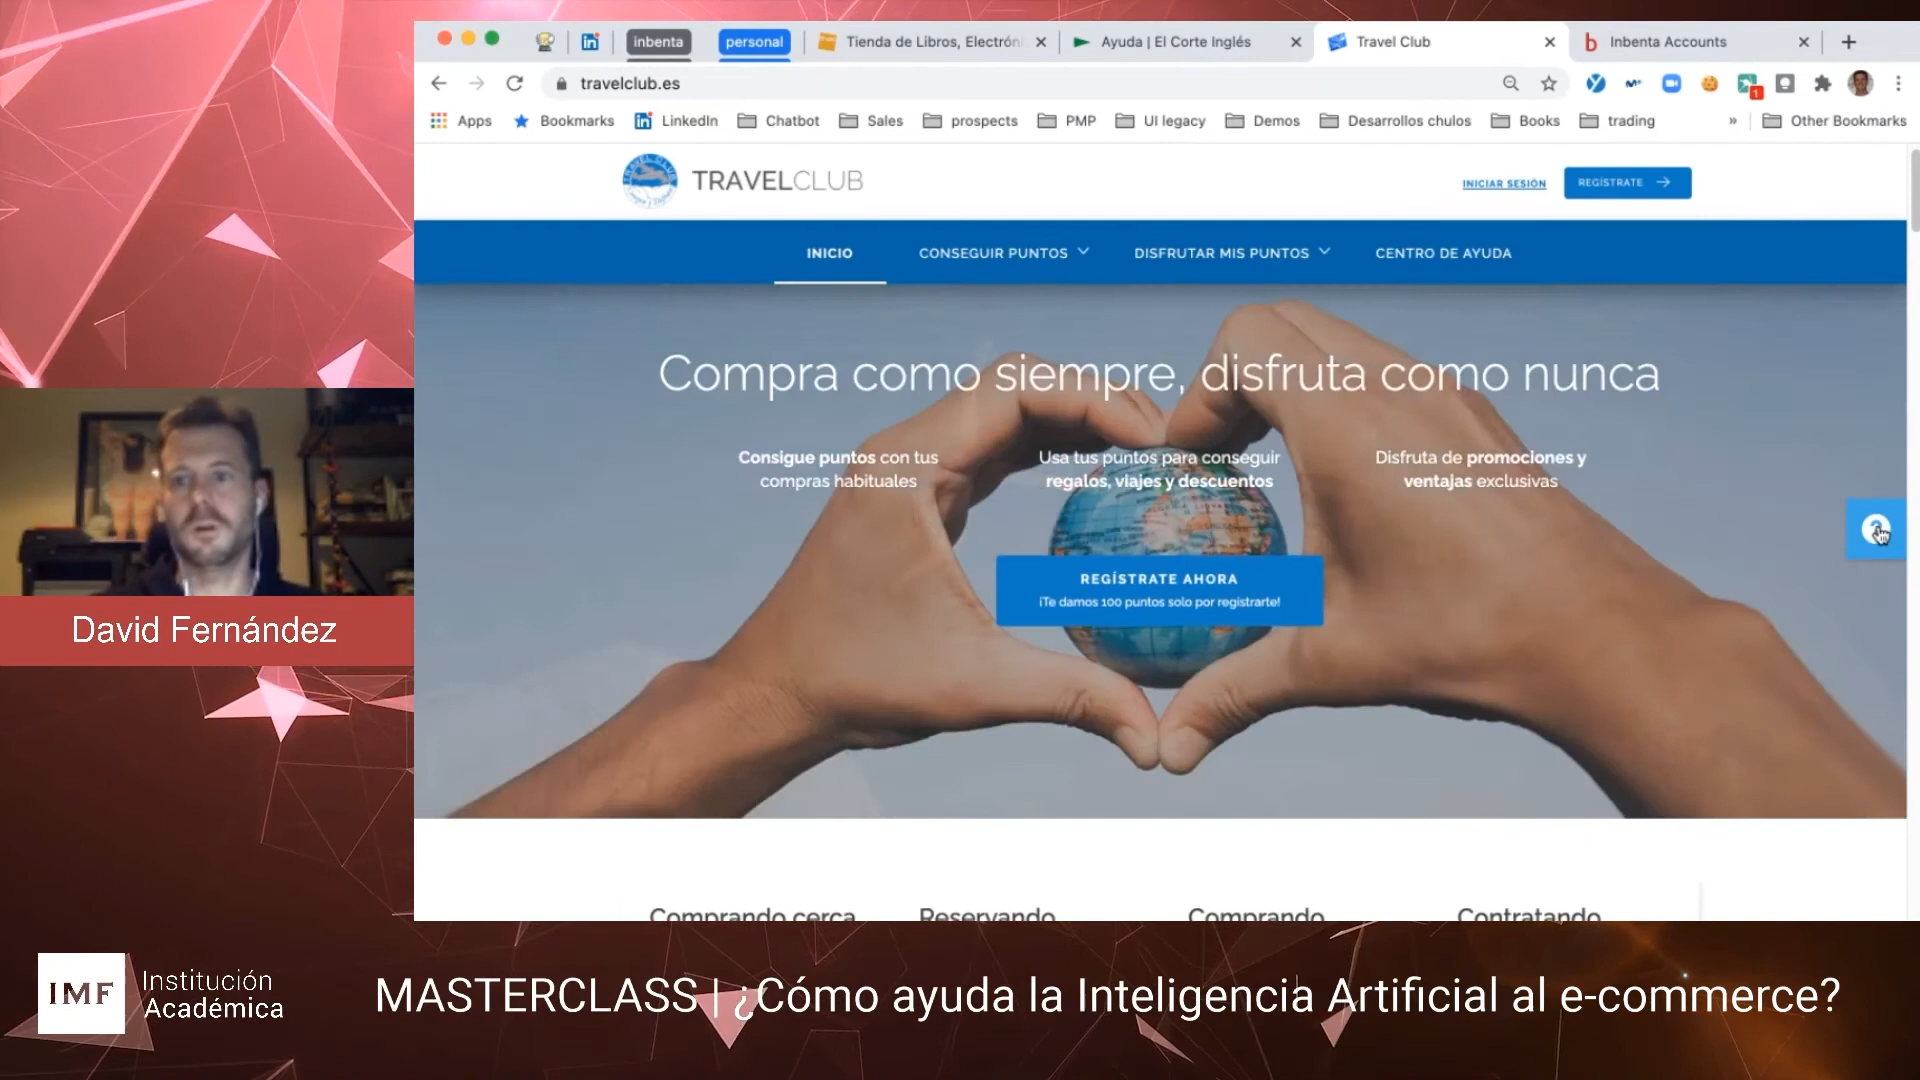 inbenta
personal
Tienda de Libros, Electrón
Ayuda | El Corte Inglés
Travel Club
Inbenta Accounts
travelclub.es
1
Apps
Bookmarks
LinkedIn
Chatbot
Sales
prospects
PMP
UI legacy
Demos
Desarrollos chulos
Books
trading
»
Other Bookmarks
TRAVELCLUB
INICIAR SESIÓN
REGÍSTRATE
INICIO
CONSEGUIR PUNTOS
DISFRUTAR MIS PUNTOS
CENTRO DE AYUDA
Compra como siempre, disfruta como nunca
Consigue puntos con tus
compras habituales
Usa tus puntos para conseguir
regalos, viajes y descuentos
Disfruta de promociones y
ventajas exclusivas
REGÍSTRATE AHORA
¡Te damos 100 puntos solo por registrarte!
David Fernández
Comprando cerca
Reservando
Comprando
Contratando
IMF
Institución
Académica
MASTERCLASS | ¿Cómo ayuda la Inteligencia Artificial al e-commerce?